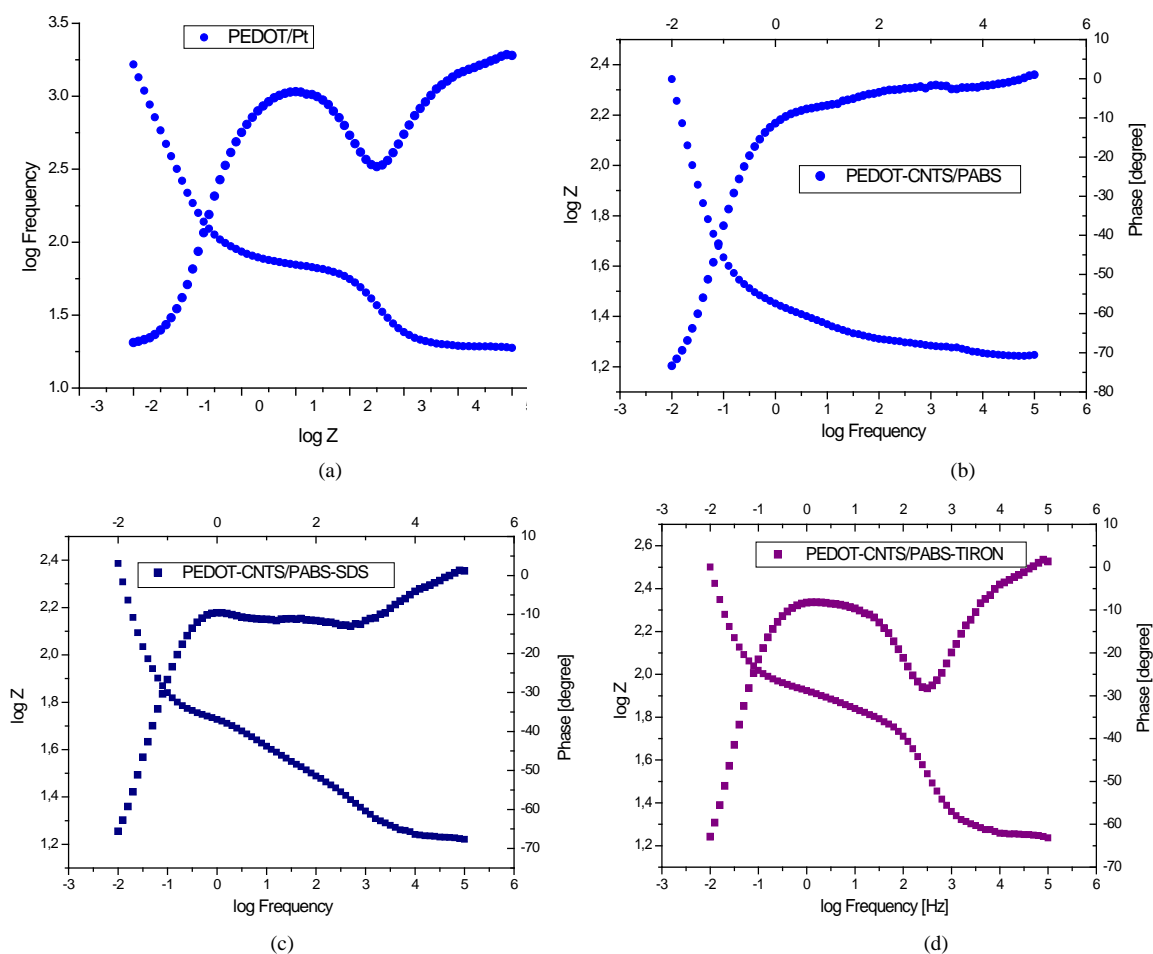 PEDOT/Pt
3.5
3.0
2.5
2.0
1.5
1.0
log Frequency
-3 -2 -1 0 1 2 3 4 5
log Z
(a)
-2 0 2 4 6
PEDOT-CNTS/PABS
2,4
2,2
2,0
1,8
1,6
1,4
1,2
log Z
10
0
-10
-20
-30
-40
-50
-60
-70
-80
Phase [degree]
-3 -2 -1 0 1 2 3 4 5 6
log Frequency
(b)
-2 0 2 4 6
PEDOT-CNTS/PABS-SDS
2,4
2,2
2,0
1,8
1,6
1,4
1,2
log Z
10
0
-10
-20
-30
-40
-50
-60
-70
Phase [degree]
-3 -2 -1 0 1 2 3 4 5 6
log Frequency
(c)
-2 -1 0 1 2 3 4 5 6
PEDOT-CNTS/PABS-TIRON
2,6
2,4
2,2
2,0
1,8
1,6
1,4
1,2
log Z
10
0
-10
-20
-30
-40
-50
-60
-70
Phase [degree]
-3 -2 -1 0 1 2 3 4 5 6
log Frequency [Hz]
(d)